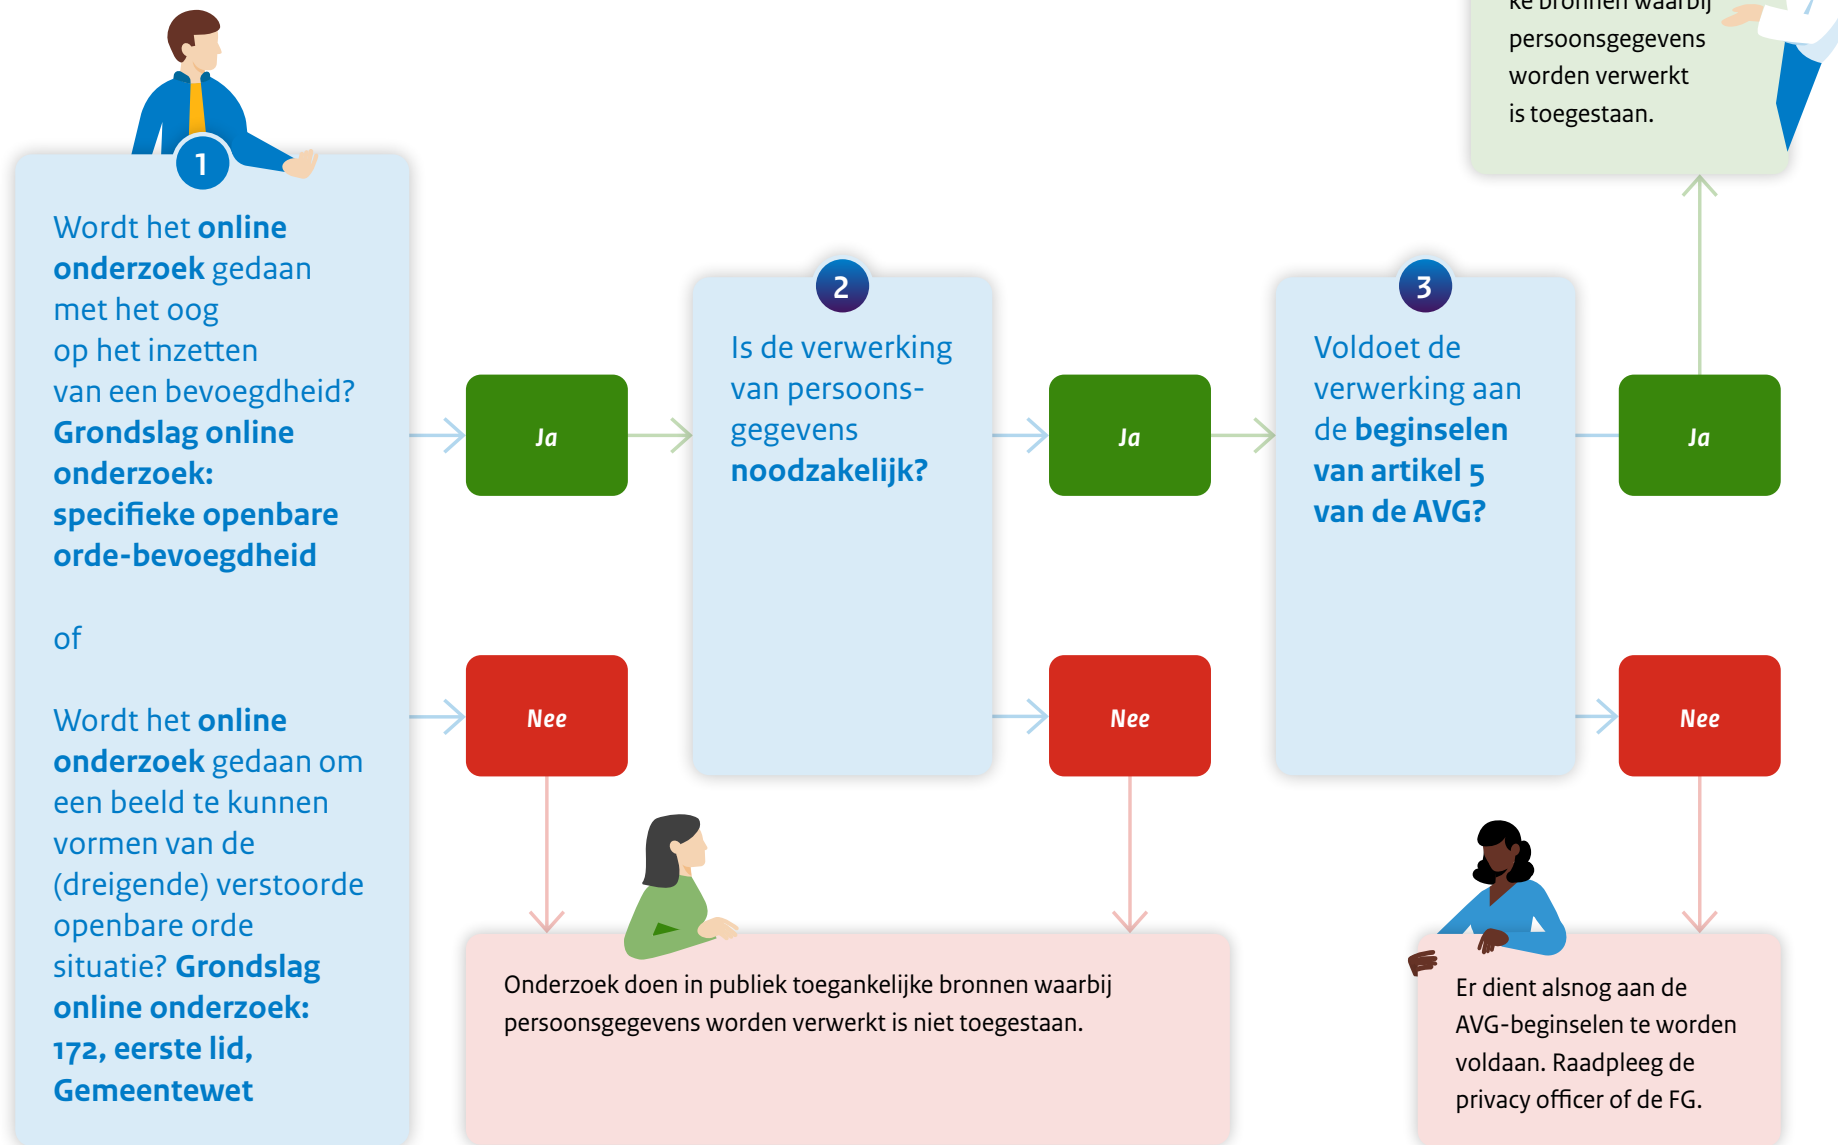 ke bronnen waarbij
persoonsgegevens
worden verwerkt
is toegestaan.
1
Wordt het online
onderzoek gedaan
met het oog
op het inzetten
van een bevoegdheid?
Grondslag online
onderzoek:
specifieke openbare
orde-bevoegdheid
of
Wordt het online
onderzoek gedaan om
een beeld te kunnen
vormen van de
(dreigende) verstoorde
openbare orde
situatie? Grondslag
online onderzoek:
172, eerste lid,
Gemeentewet
Ja
Nee
2
Is de verwerking
van persoons-
gegevens
noodzakelijk?
Ja
Nee
3
Voldoet de
verwerking aan
de beginselen
van artikel 5
van de AVG?
Ja
Nee
Onderzoek doen in publiek toegankelijke bronnen waarbij
persoonsgegevens worden verwerkt is niet toegestaan.
Er dient alsnog aan de
AVG-beginselen te worden
voldaan. Raadpleeg de
privacy officer of de FG.